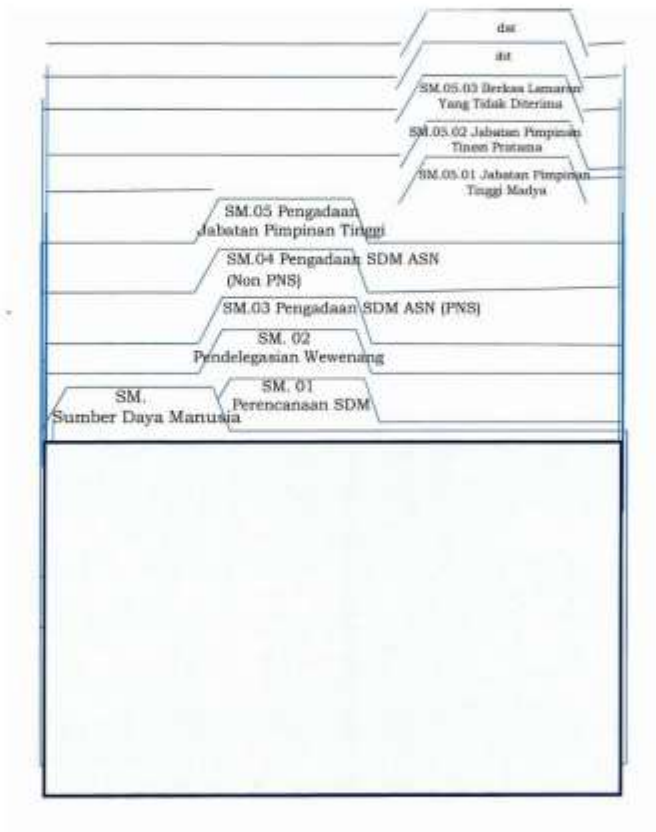 dst
dst
SM.05.03 Berkas Lamaran
Yang Tidak Diterima
SM.05.02 Jabatan Pimpinan
Tinggi Pratama
SM.05.01 Jabatan Pimpinan
Tinggi Madya
SM.05 Pengadaan
Jabatan Pimpinan Tinggi
SM.04 Pengadaan SDM ASN
(Non PNS)
SM.03 Pengadaan SDM ASN (PNS)
SM. 02
Pendelegasian Wewenang
SM. 01
Perencanaan SDM
SM.
Sumber Daya Manusia